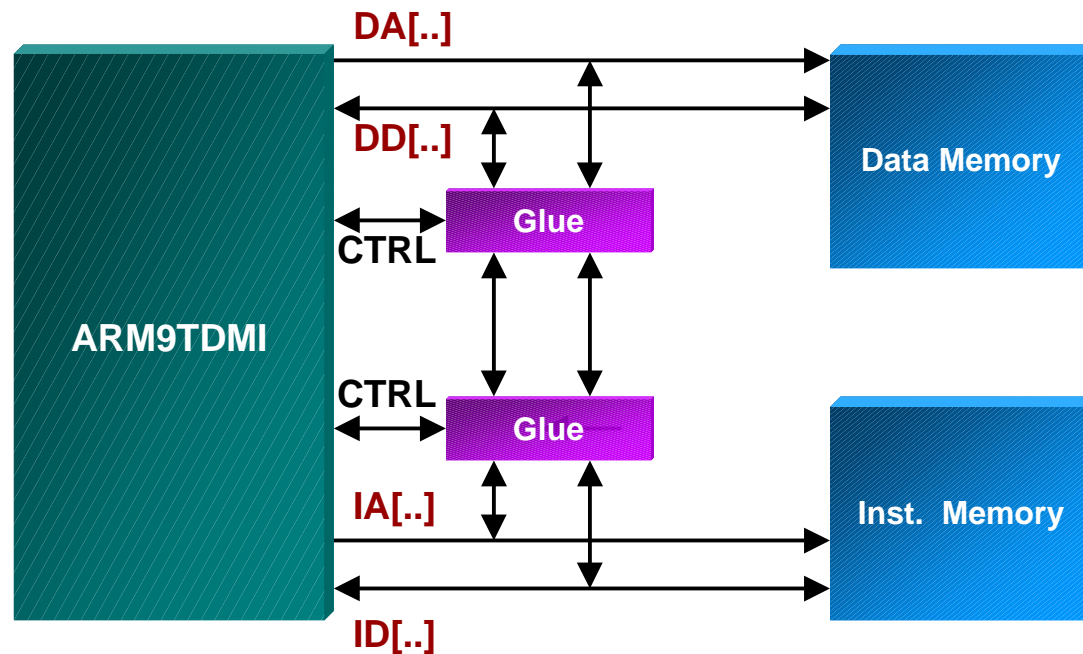 DA[..]
DD[..]
Data Memory
Glue
CTRL
ARM9TDMI
CTRL
Glue
IA[..]
Inst. Memory
ID[..]